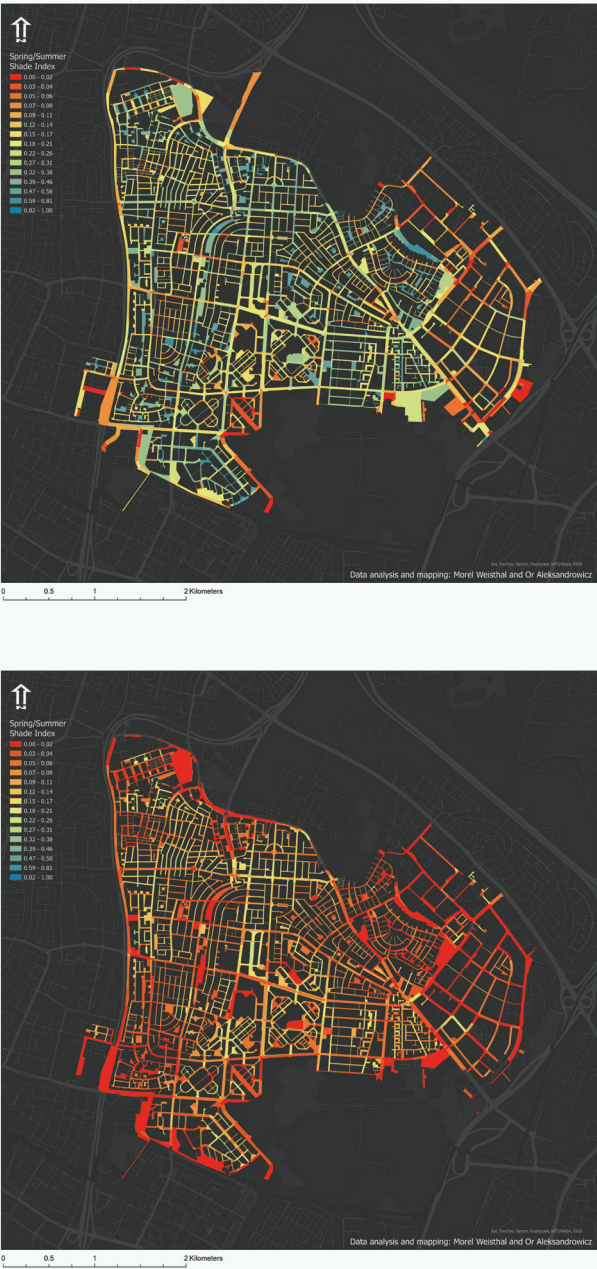 Spring/Summer
Shade Index
0.00 - 0.02
0.03 - 0.04
0.05 - 0.06
0.07 - 0.08
0.09 - 0.11
0.12 - 0.14
0.15 - 0.17
0.18 - 0.21
0.22 - 0.26
0.27 - 0.31
0.32 - 0.38
0.39 - 0.46
0.47 - 0.58
0.59 - 0.81
0.82 - 1.00
Data analysis and mapping: Morel Weisthal and Or Aleksandrowicz
0 0.5 1 2 Kilometers
Spring/Summer
Shade Index
0.00 - 0.02
0.03 - 0.04
0.05 - 0.06
0.07 - 0.08
0.09 - 0.11
0.12 - 0.14
0.15 - 0.17
0.18 - 0.21
0.22 - 0.26
0.27 - 0.31
0.32 - 0.38
0.39 - 0.46
0.47 - 0.58
0.59 - 0.81
0.82 - 1.00
Data analysis and mapping: Morel Weisthal and Or Aleksandrowicz
0 0.5 1 2 Kilometers